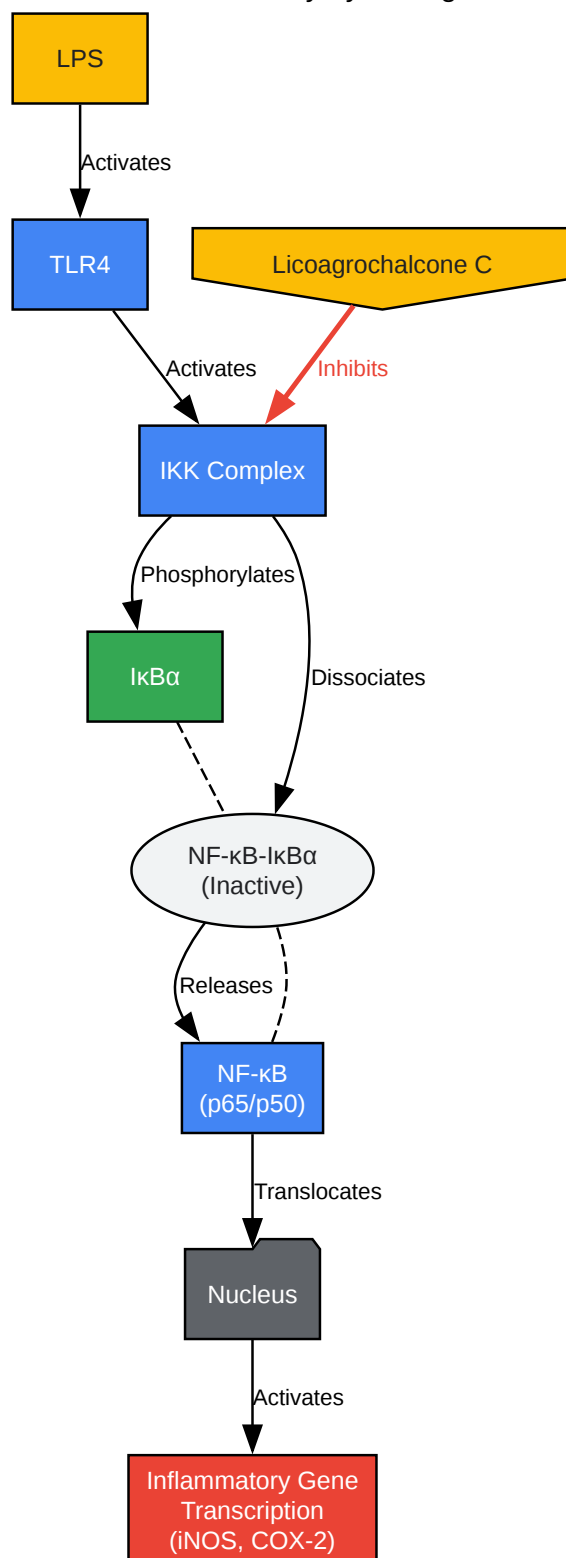 LPS
Activates
TLR4
Licoagrochalcone C
Activates
Inhibits
IKK Complex
Phosphorylates
IκBα
Dissociates
NF-κB-IκBα
(Inactive)
Releases
NF-κB
(p65/p50)
Translocates
Nucleus
Activates
Inflammatory Gene
Transcription
(iNOS, COX-2)